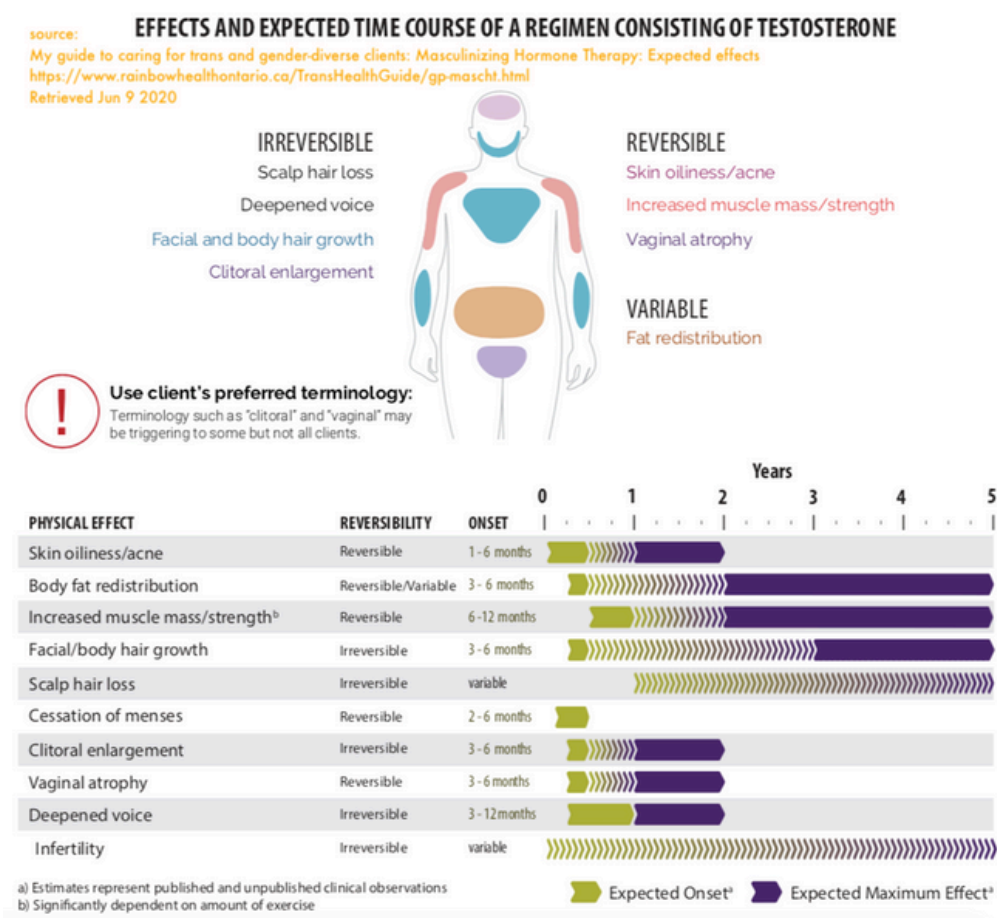 EFFECTS AND EXPECTED TIME COURSE OF A REGIMEN CONSISTING OF TESTOSTERONE
source:
My guide to caring for trans and gender-diverse clients: Masculinizing Hormone Therapy: Expected effects
https://www.rainbowhealthontario.ca/TransHealthGuide/gp-mascht.html
Retrieved Jun 9 2020
IRREVERSIBLE
Scalp hair loss
Deepened voice
Facial and body hair growth
Clitoral enlargement
REVERSIBLE
Skin oiliness/acne
Increased muscle mass/strength
Vaginal atrophy
VARIABLE
Fat redistribution
!
Use client's preferred terminology:
Terminology such as "clitoral" and "vaginal" may
be triggering to some but not all clients.
Years
0 1 2 3 4 5
PHYSICAL EFFECT REVERSIBILITY ONSET
Skin oiliness/acne Reversible 1 - 6 months
Body fat redistribution Reversible/Variable 3 - 6 months
Increased muscle mass/strengthᵇ Reversible 6 -12 months
Facial/body hair growth Irreversible 3 - 6 months
Scalp hair loss Irreversible variable
Cessation of menses Reversible 2 - 6 months
Clitoral enlargement Irreversible 3 - 6 months
Vaginal atrophy Reversible 3 - 6 months
Deepened voice Irreversible 3 - 12 months
Infertility Irreversible variable
a) Estimates represent published and unpublished clinical observations
b) Significantly dependent on amount of exercise
Expected Onsetᵃ Expected Maximum Effectᵃ